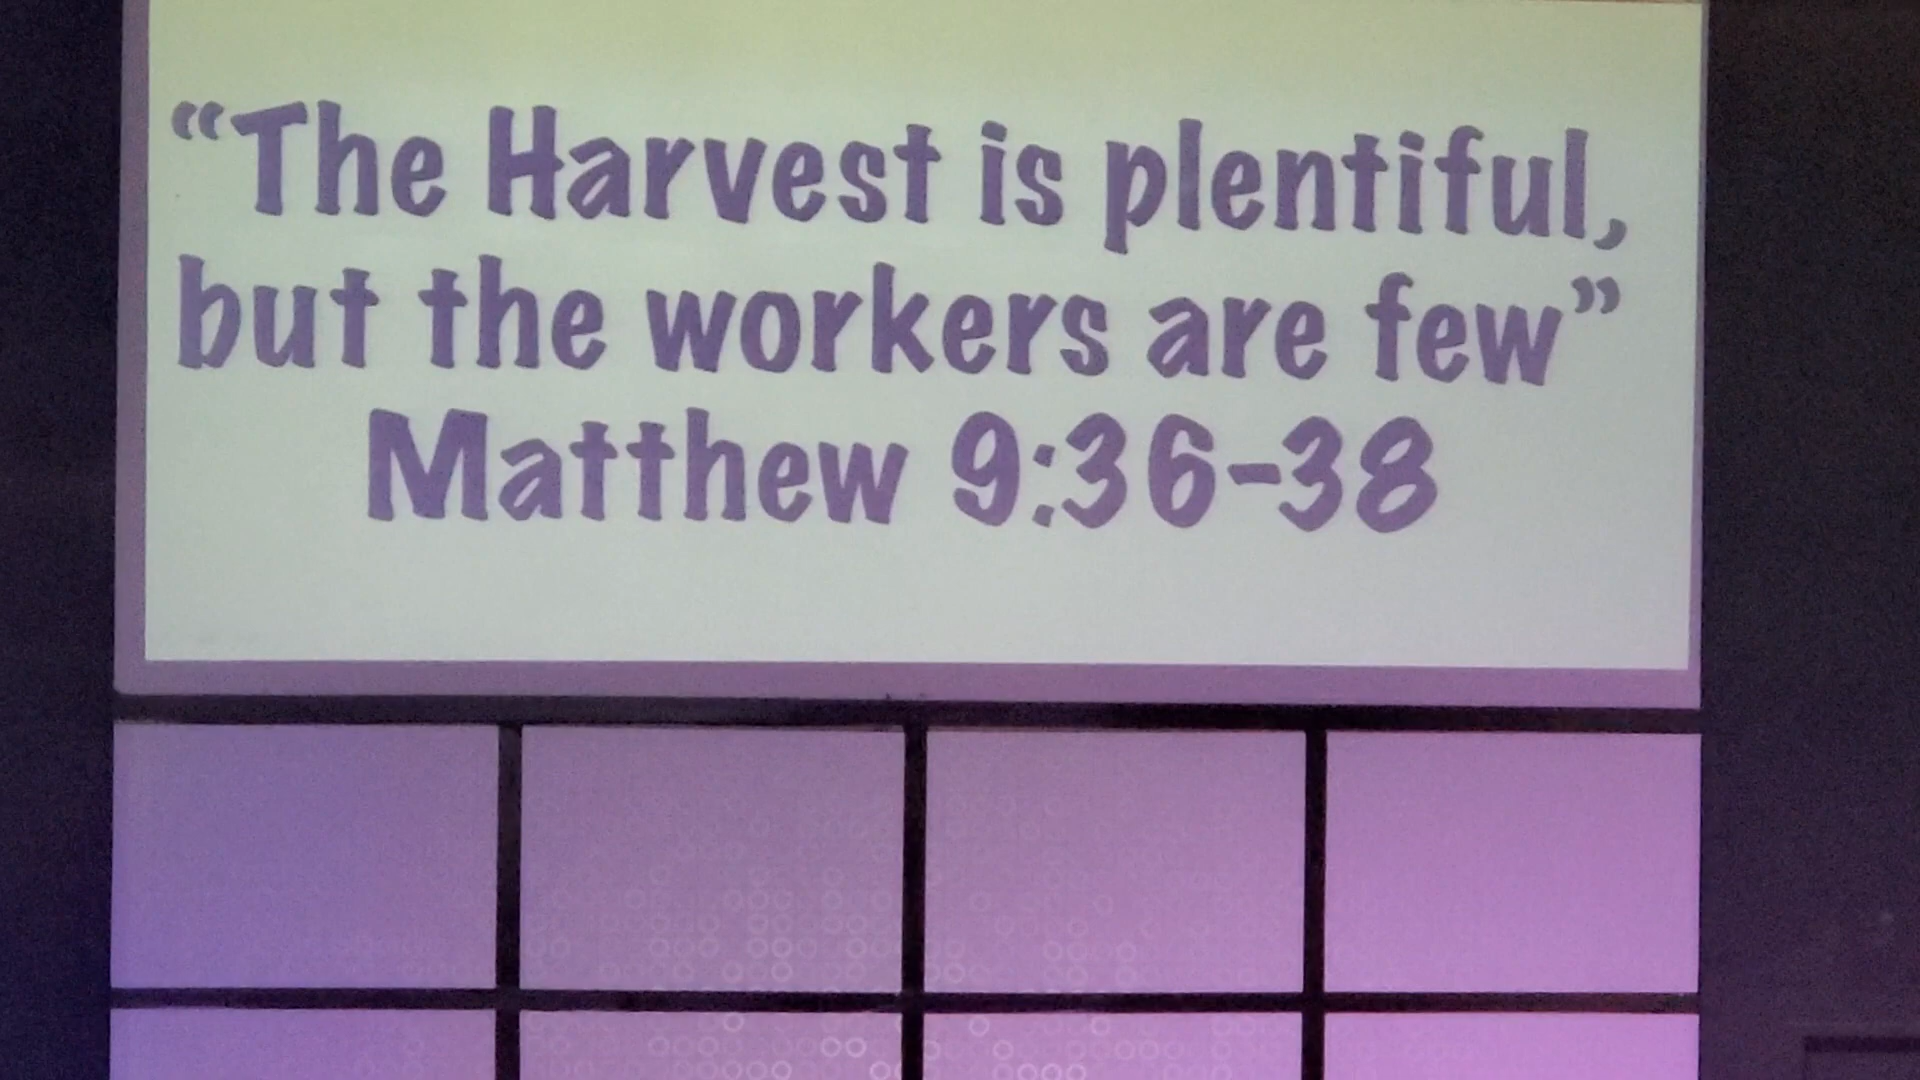 “The Harvest is plentiful,
but the workers are few”
Matthew 9:36-38